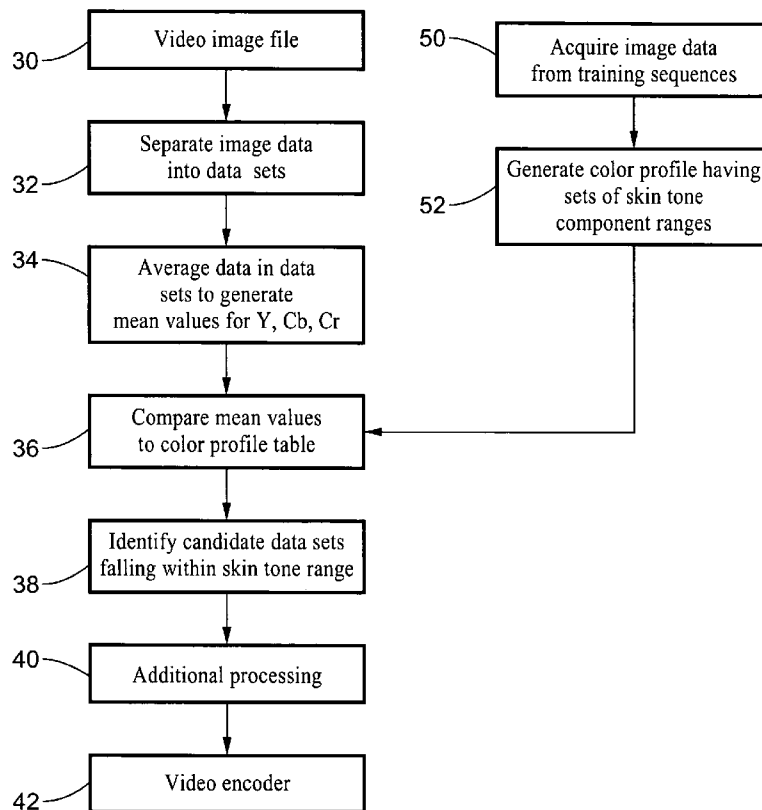 30
Video image file
32
Separate image data
into data sets
34
Average data in data
sets to generate
mean values for Y, Cb, Cr
36
Compare mean values
to color profile table
38
Identify candidate data sets
falling within skin tone range
40
Additional processing
42
Video encoder
50
Acquire image data
from training sequences
52
Generate color profile having
sets of skin tone
component ranges